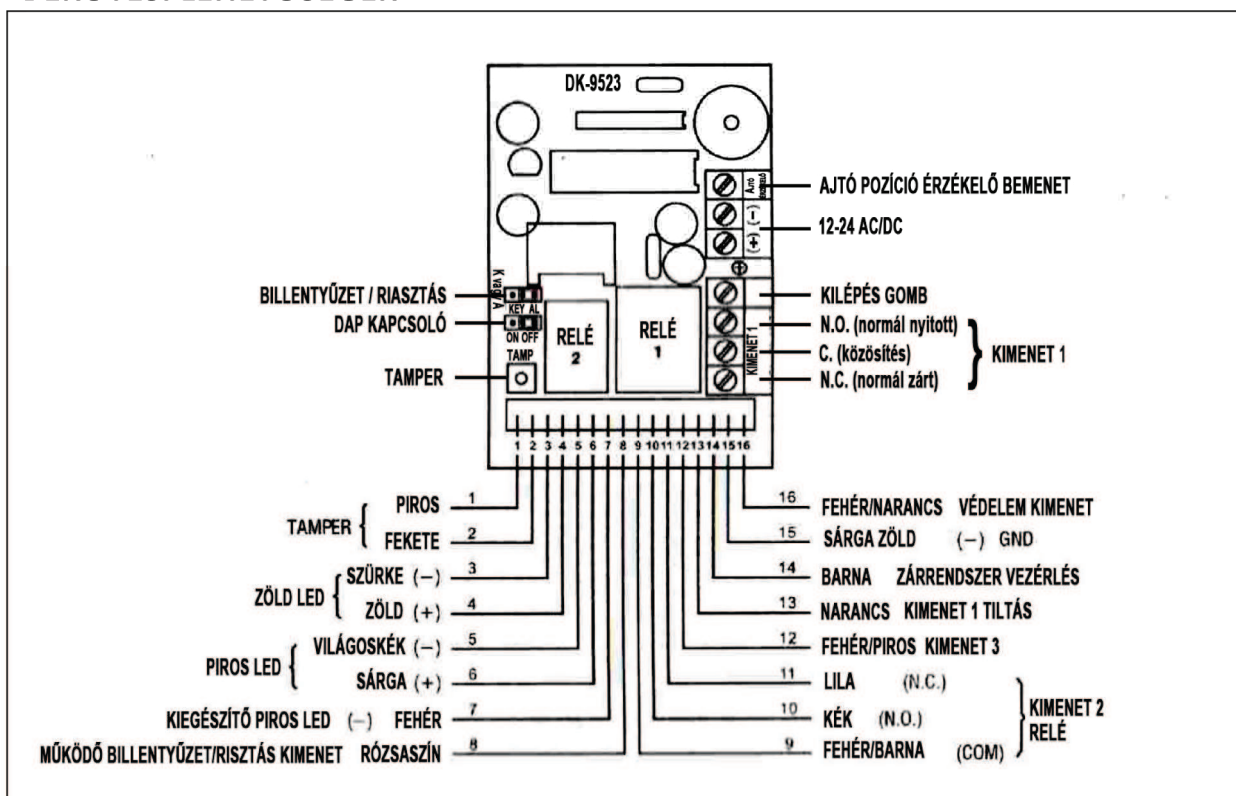 DK-9523
AJTÓ ÉRZÉKELŐ
AJTÓ POZÍCIÓ ÉRZÉKELŐ BEMENET
(-)
(+)
12-24 AC/DC
K vagy A
BILLENTYŰZET / RIASZTÁS
KEY AL
DAP KAPCSOLÓ
ON OFF
TAMP
TAMPER
RELÉ
2
RELÉ
1
KIMENET 1
KILÉPÉS GOMB
N.O. (normál nyitott)
C. (közösítés)
N.C. (normál zárt)
KIMENET 1
1 2 3 4 5 6 7 8 9 10 11 12 13 14 15 16
TAMPER
PIROS 1
FEKETE 2
ZÖLD LED
SZÜRKE (-) 3
ZÖLD (+) 4
PIROS LED
VILÁGOSKÉK (-) 5
SÁRGA (+) 6
KIEGÉSZÍTŐ PIROS LED (-) FEHÉR 7
MŰKÖDŐ BILLENTYŰZET/RISZTÁS KIMENET RÓZSASZÍN 8
16 FEHÉR/NARANCS VÉDELEM KIMENET
15 SÁRGA ZÖLD (-) GND
14 BARNA ZÁRRENDSZER VEZÉRLÉS
13 NARANCS KIMENET 1 TILTÁS
12 FEHÉR/PIROS KIMENET 3
11 LILA (N.C.)
10 KÉK (N.O.)
9 FEHÉR/BARNA (COM)
KIMENET 2
RELÉ